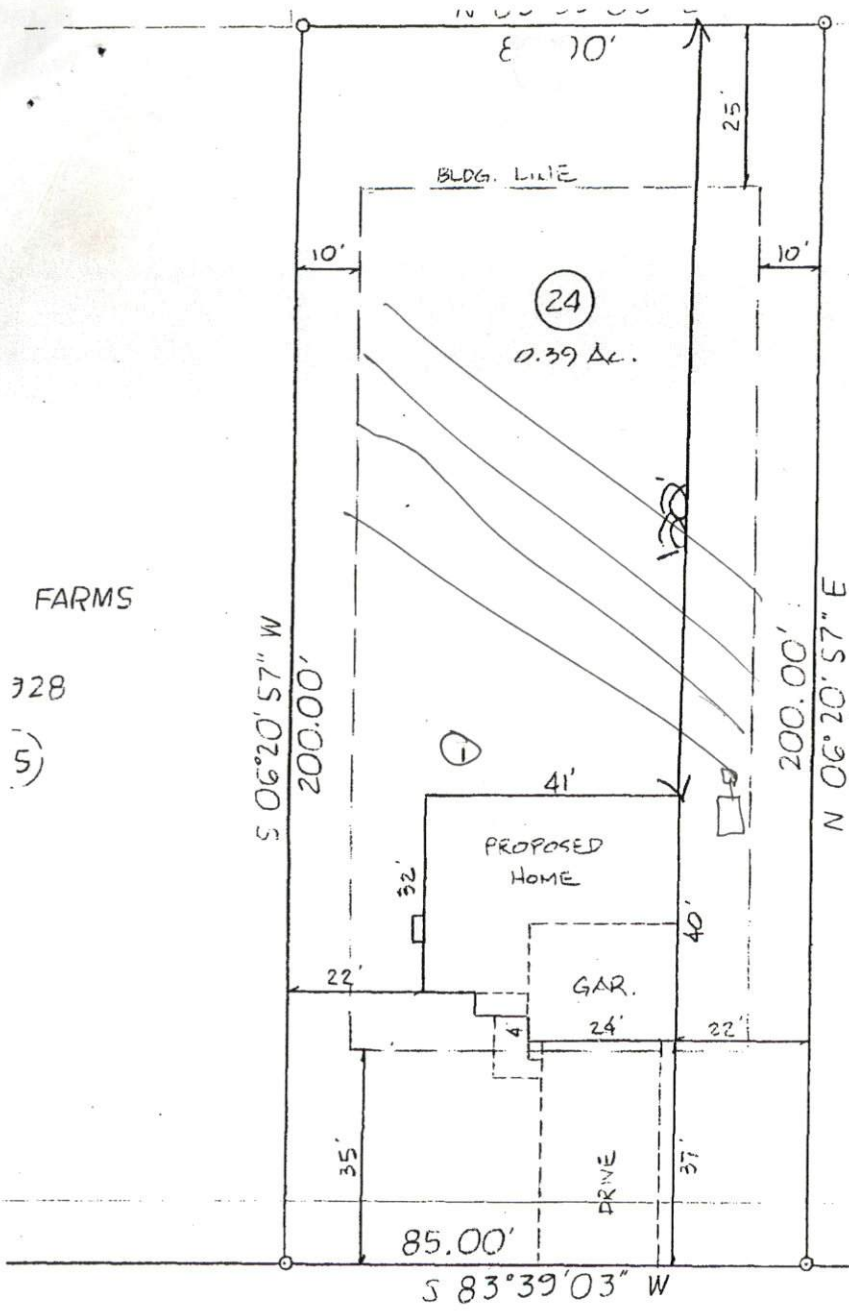 25'
BLDG. LINE
10'
10'
24
0.39 Ac.
FARMS
S 06°20'57" W
200.00'
200.00'
N 06°20'57" E
41'
PROPOSED
HOME
32'
40'
22'
GAR.
4'
24'
22'
35'
DRIVE
37'
85.00'
S 83°39'03" W